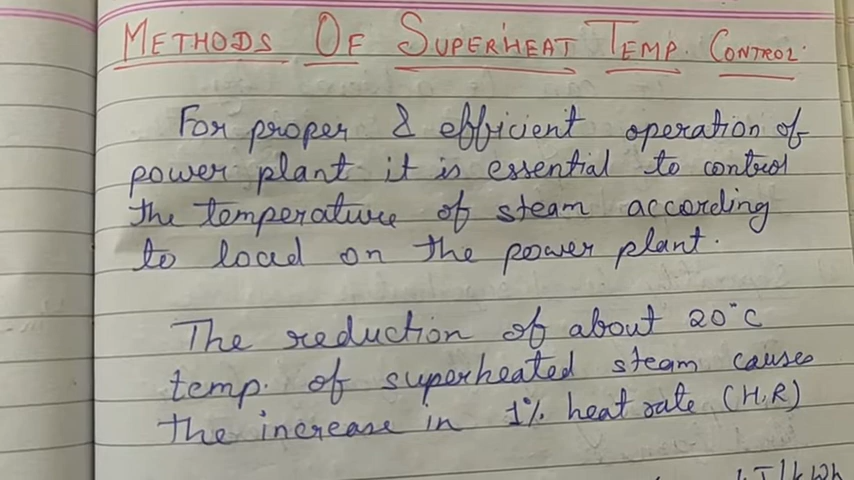 METHODS OF SUPERHEAT TEMP. CONTROL.
For proper & efficient operation of
power plant it is essential to control
the temperature of steam according
to load on the power plant.
The reduction of about 20°C
temp. of superheated steam causes
the increase in 1% heat rate (H.R)